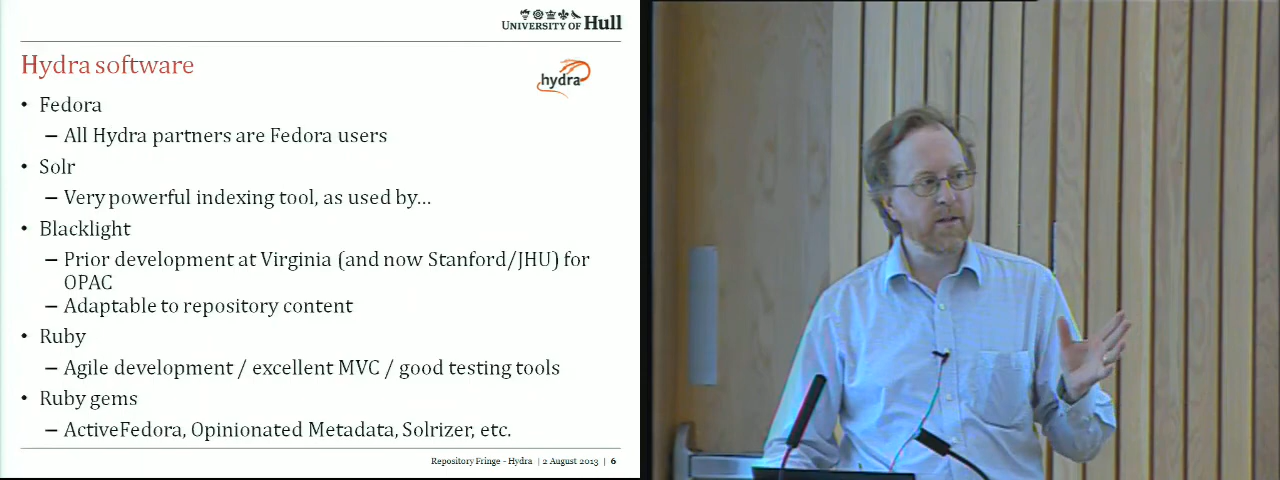 UNIVERSITY OF Hull
Hydra software
hydra
• Fedora
– All Hydra partners are Fedora users
• Solr
– Very powerful indexing tool, as used by…
• Blacklight
– Prior development at Virginia (and now Stanford/JHU) for
OPAC
– Adaptable to repository content
• Ruby
– Agile development / excellent MVC / good testing tools
• Ruby gems
– ActiveFedora, Opinionated Metadata, Solrizer, etc.
Repository Fringe - Hydra | 2 August 2013 | 6